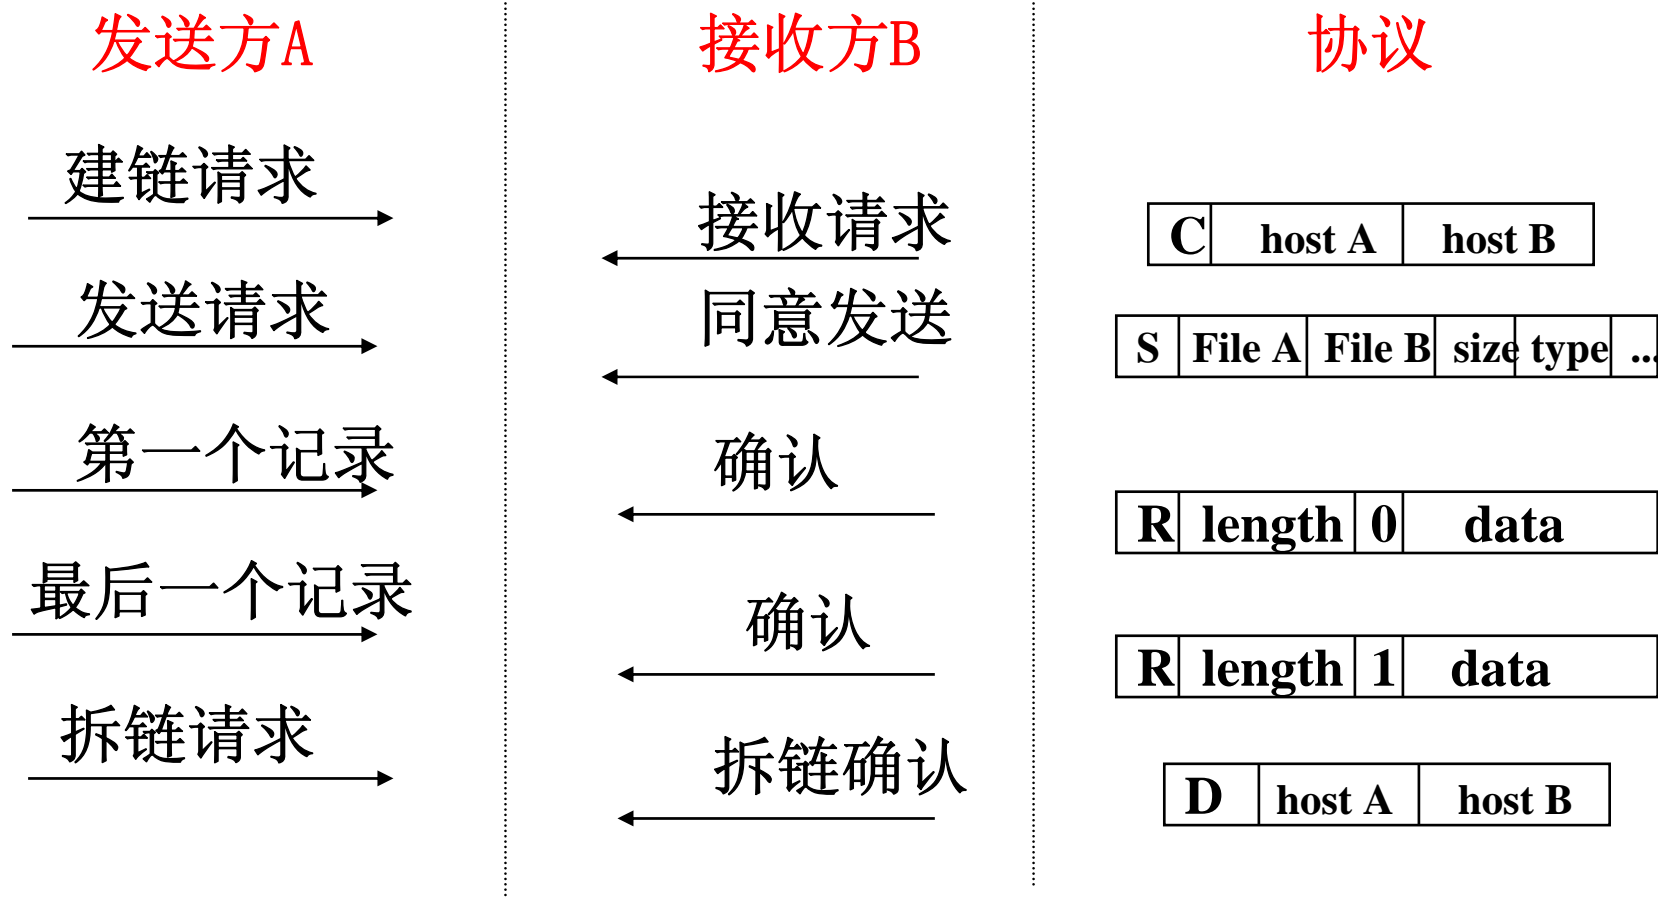 发送方A 接收方B 协议
建链请求
接收请求
C host A host B
发送请求
同意发送
S File A File B size type ...
第一个记录
确认
R length 0 data
最后一个记录
确认
R length 1 data
拆链请求
拆链确认
D host A host B